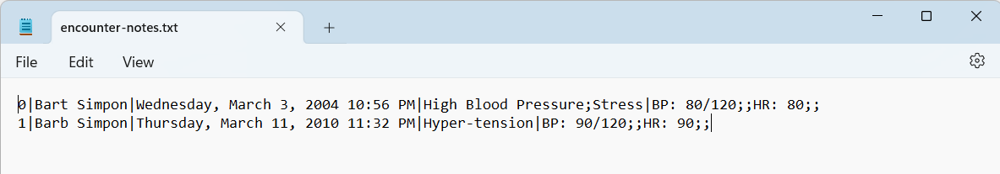 encounter-notes.txt
File Edit View
0|Bart Simpon|Wednesday, March 3, 2004 10:56 PM|High Blood Pressure;Stress|BP: 80/120;;HR: 80;;
1|Barb Simpon|Thursday, March 11, 2010 11:32 PM|Hyper-tension|BP: 90/120;;HR: 90;;